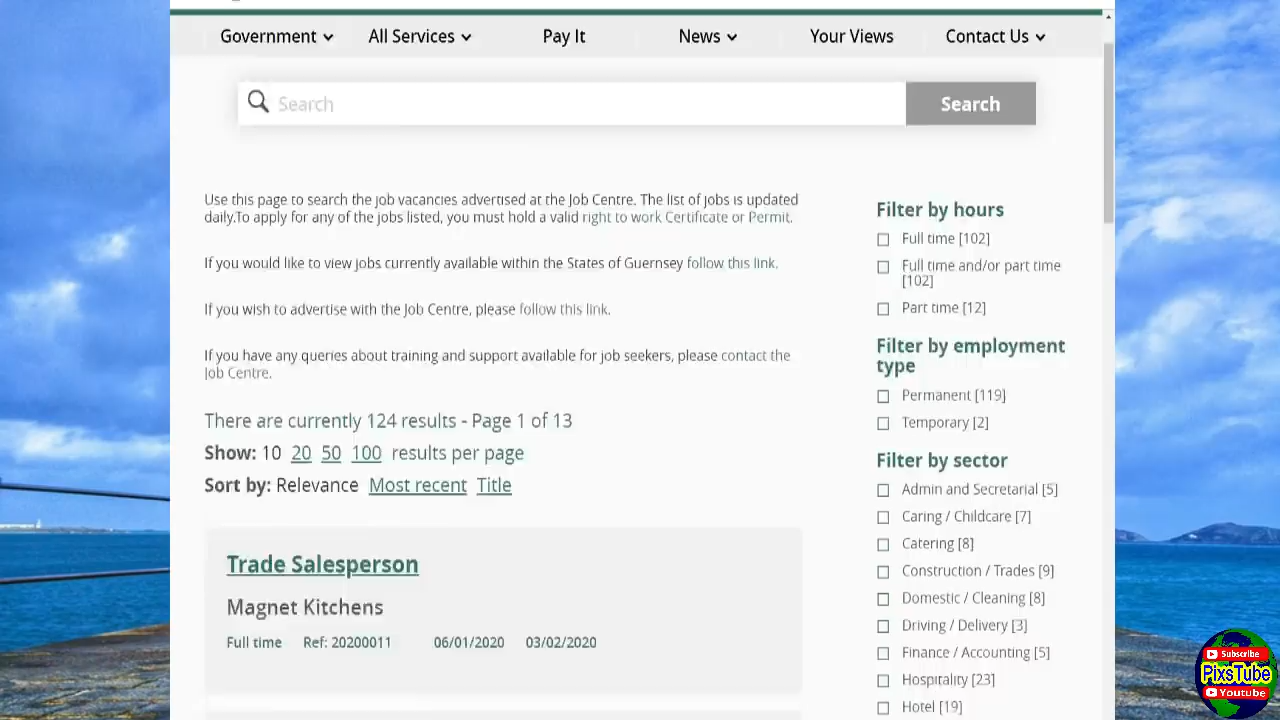 Government All Services Pay It News Your Views Contact Us
Search Search
Use this page to search the job vacancies advertised at the Job Centre. The list of jobs is updated
daily.To apply for any of the jobs listed, you must hold a valid right to work Certificate or Permit.
If you would like to view jobs currently available within the States of Guernsey follow this link.
If you wish to advertise with the Job Centre, please follow this link.
If you have any queries about training and support available for job seekers, please contact the
Job Centre.
There are currently 124 results - Page 1 of 13
Show: 10 20 50 100 results per page
Sort by: Relevance Most recent Title
Trade Salesperson
Magnet Kitchens
Full time Ref: 20200011 06/01/2020 03/02/2020
Filter by hours
Full time [102]
Full time and/or part time
[102]
Part time [12]
Filter by employment
type
Permanent [119]
Temporary [2]
Filter by sector
Admin and Secretarial [5]
Caring / Childcare [7]
Catering [8]
Construction / Trades [9]
Domestic / Cleaning [8]
Driving / Delivery [3]
Finance / Accounting [5]
Hospitality [23]
Hotel [19]
Subscribe
PixsTube
Youtube